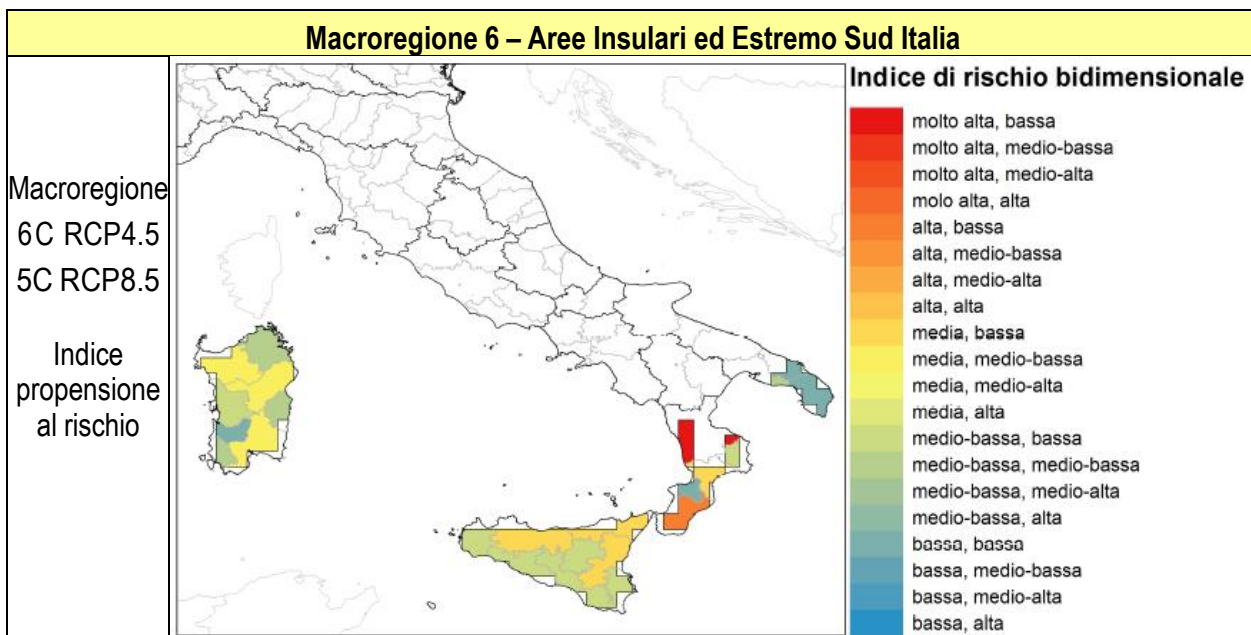 Macroregione 6 – Aree Insulari ed Estremo Sud Italia
Macroregione
6C RCP4.5
5C RCP8.5
Indice
propensione
al rischio
Indice di rischio bidimensionale
molto alta, bassa
molto alta, medio-bassa
molto alta, medio-alta
molo alta, alta
alta, bassa
alta, medio-bassa
alta, medio-alta
alta, alta
media, bassa
media, medio-bassa
media, medio-alta
media, alta
medio-bassa, bassa
medio-bassa, medio-bassa
medio-bassa, medio-alta
medio-bassa, alta
bassa, bassa
bassa, medio-bassa
bassa, medio-alta
bassa, alta